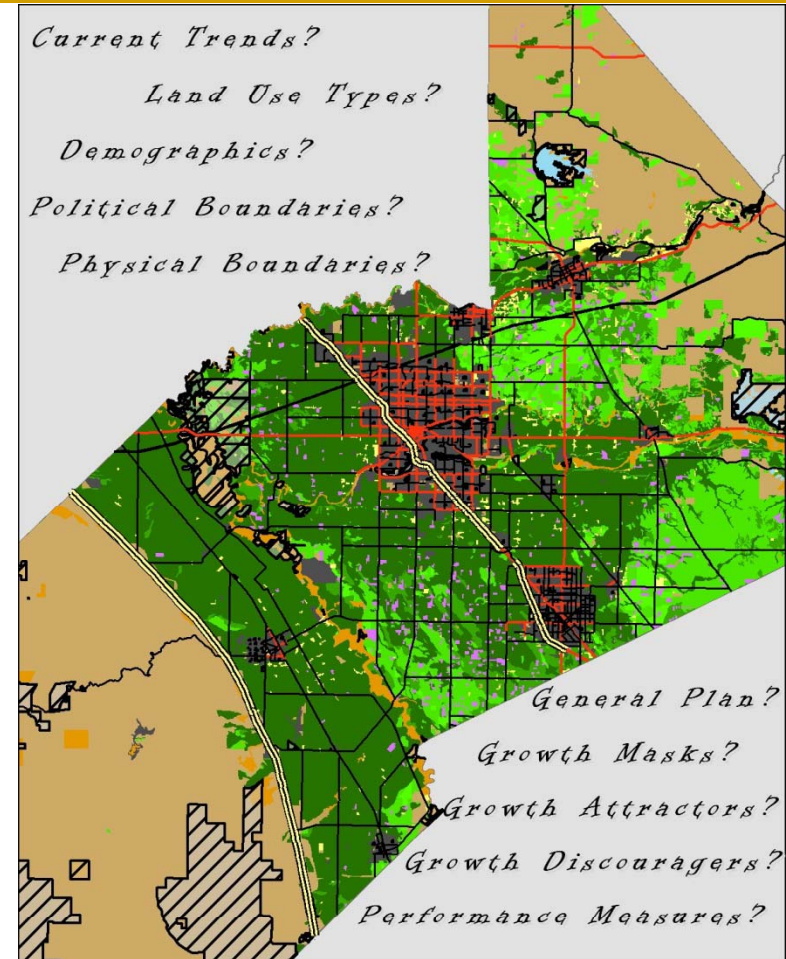 Current Trends?
Land Use Types?
Demographics?
Political Boundaries?
Physical Boundaries?
General Plan?
Growth Masks?
Growth Attractors?
Growth Discouragers?
Performance Measures?